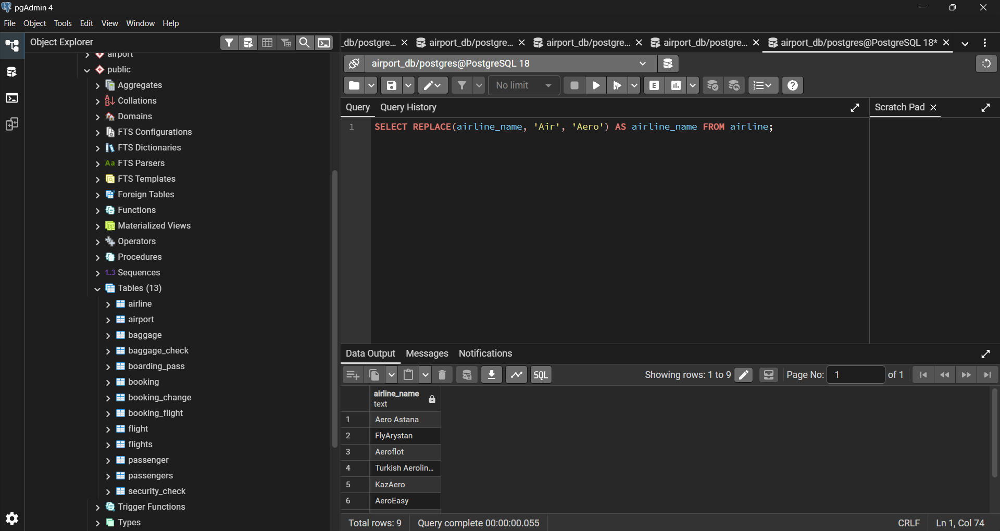 pgAdmin 4
File Object Tools Edit View Window Help
Object Explorer
_db/postgre... airport_db/postgre... airport_db/postgre... airport_db/postgre... airport_db/postgres@PostgreSQL 18*
airport
public
Aggregates
Collations
Domains
FTS Configurations
FTS Dictionaries
Aa FTS Parsers
FTS Templates
Foreign Tables
Functions
Materialized Views
Operators
Procedures
1..3 Sequences
Tables (13)
airline
airport
baggage
baggage_check
boarding_pass
booking
booking_change
booking_flight
flight
flights
passenger
passengers
security_check
Trigger Functions
Types
airport_db/postgres@PostgreSQL 18
No limit
E
Query Query History
Scratch Pad
1 SELECT REPLACE(airline_name, 'Air', 'Aero') AS airline_name FROM airline;
Data Output Messages Notifications
SQL Showing rows: 1 to 9 Page No: 1 of 1
airline_name
text
1 Aero Astana
2 FlyArystan
3 Aeroflot
4 Turkish Aerolin...
5 KazAero
6 AeroEasy
Total rows: 9 Query complete 00:00:00.055 CRLF Ln 1, Col 74